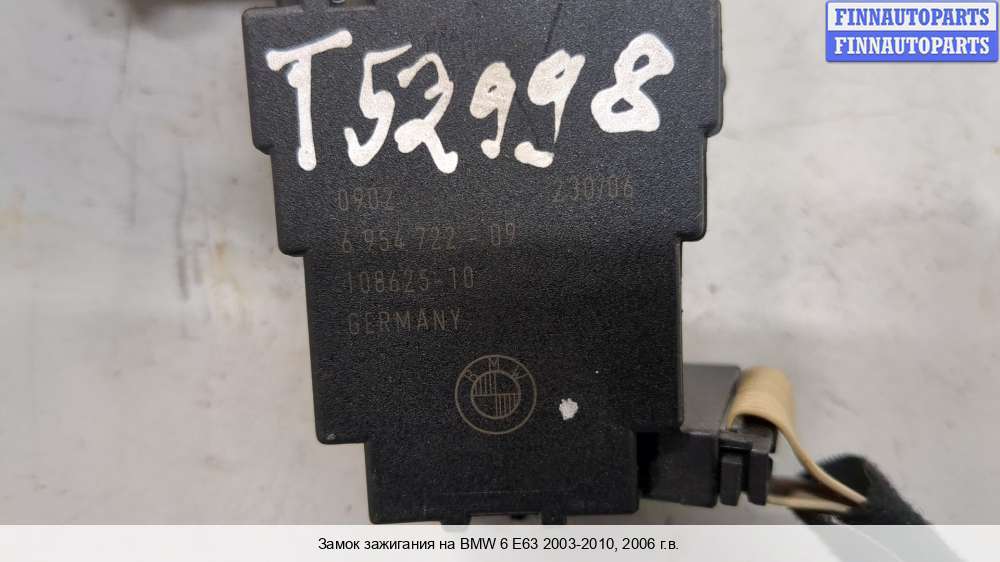 FINNAUTOPARTS
FINNAUTOPARTS
T52998
0902 230/06
6 954 722 - 09
108625-10
GERMANY
BMW
Замок зажигания на BMW 6 E63 2003-2010, 2006 г.в.